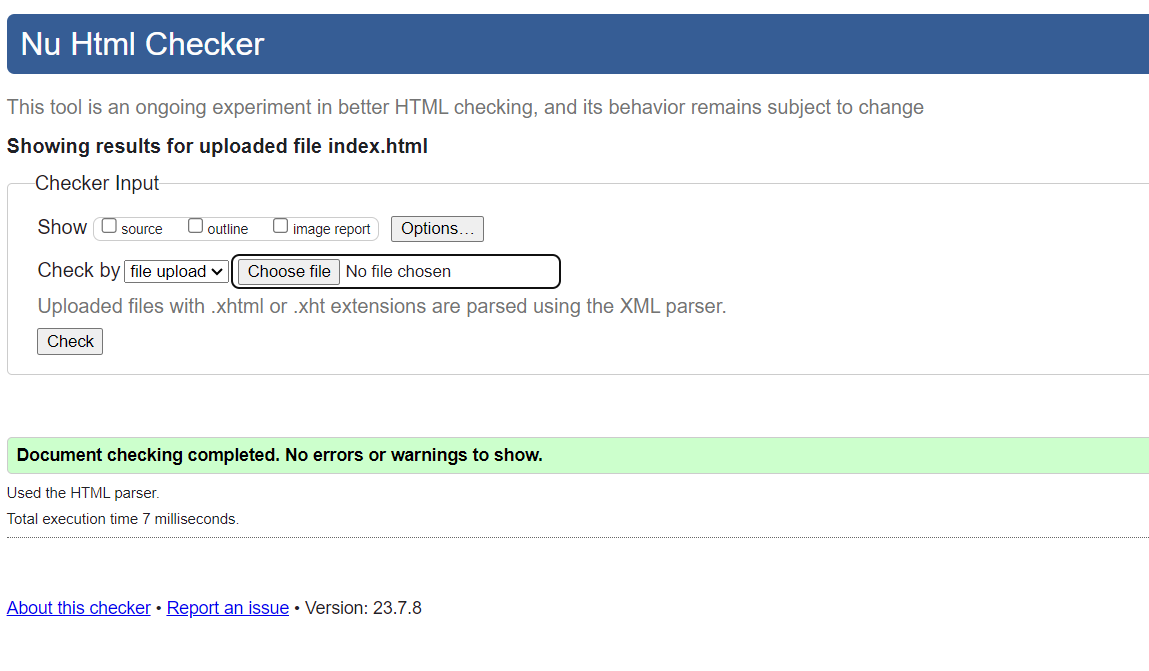 Nu Html Checker
This tool is an ongoing experiment in better HTML checking, and its behavior remains subject to change
Showing results for uploaded file index.html
Checker Input
Show source outline image report Options...
Check by file upload Choose file No file chosen
Uploaded files with .xhtml or .xht extensions are parsed using the XML parser.
Check
Document checking completed. No errors or warnings to show.
Used the HTML parser.
Total execution time 7 milliseconds.
About this checker • Report an issue • Version: 23.7.8